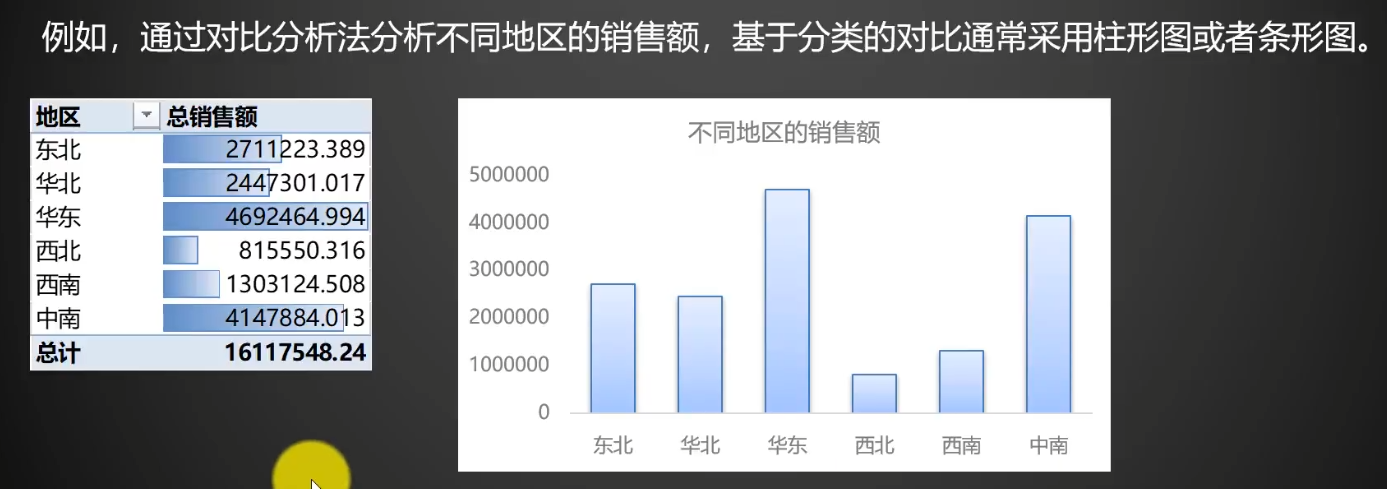 例如，通过对比分析法分析不同地区的销售额，基于分类的对比通常采用柱形图或者条形图。
地区 总销售额
东北 2711223.389
华北 2447301.017
华东 4692464.994
西北 815550.316
西南 1303124.508
中南 4147884.013
总计 16117548.24
不同地区的销售额
5000000
4000000
3000000
2000000
1000000
0
东北 华北 华东 西北 西南 中南